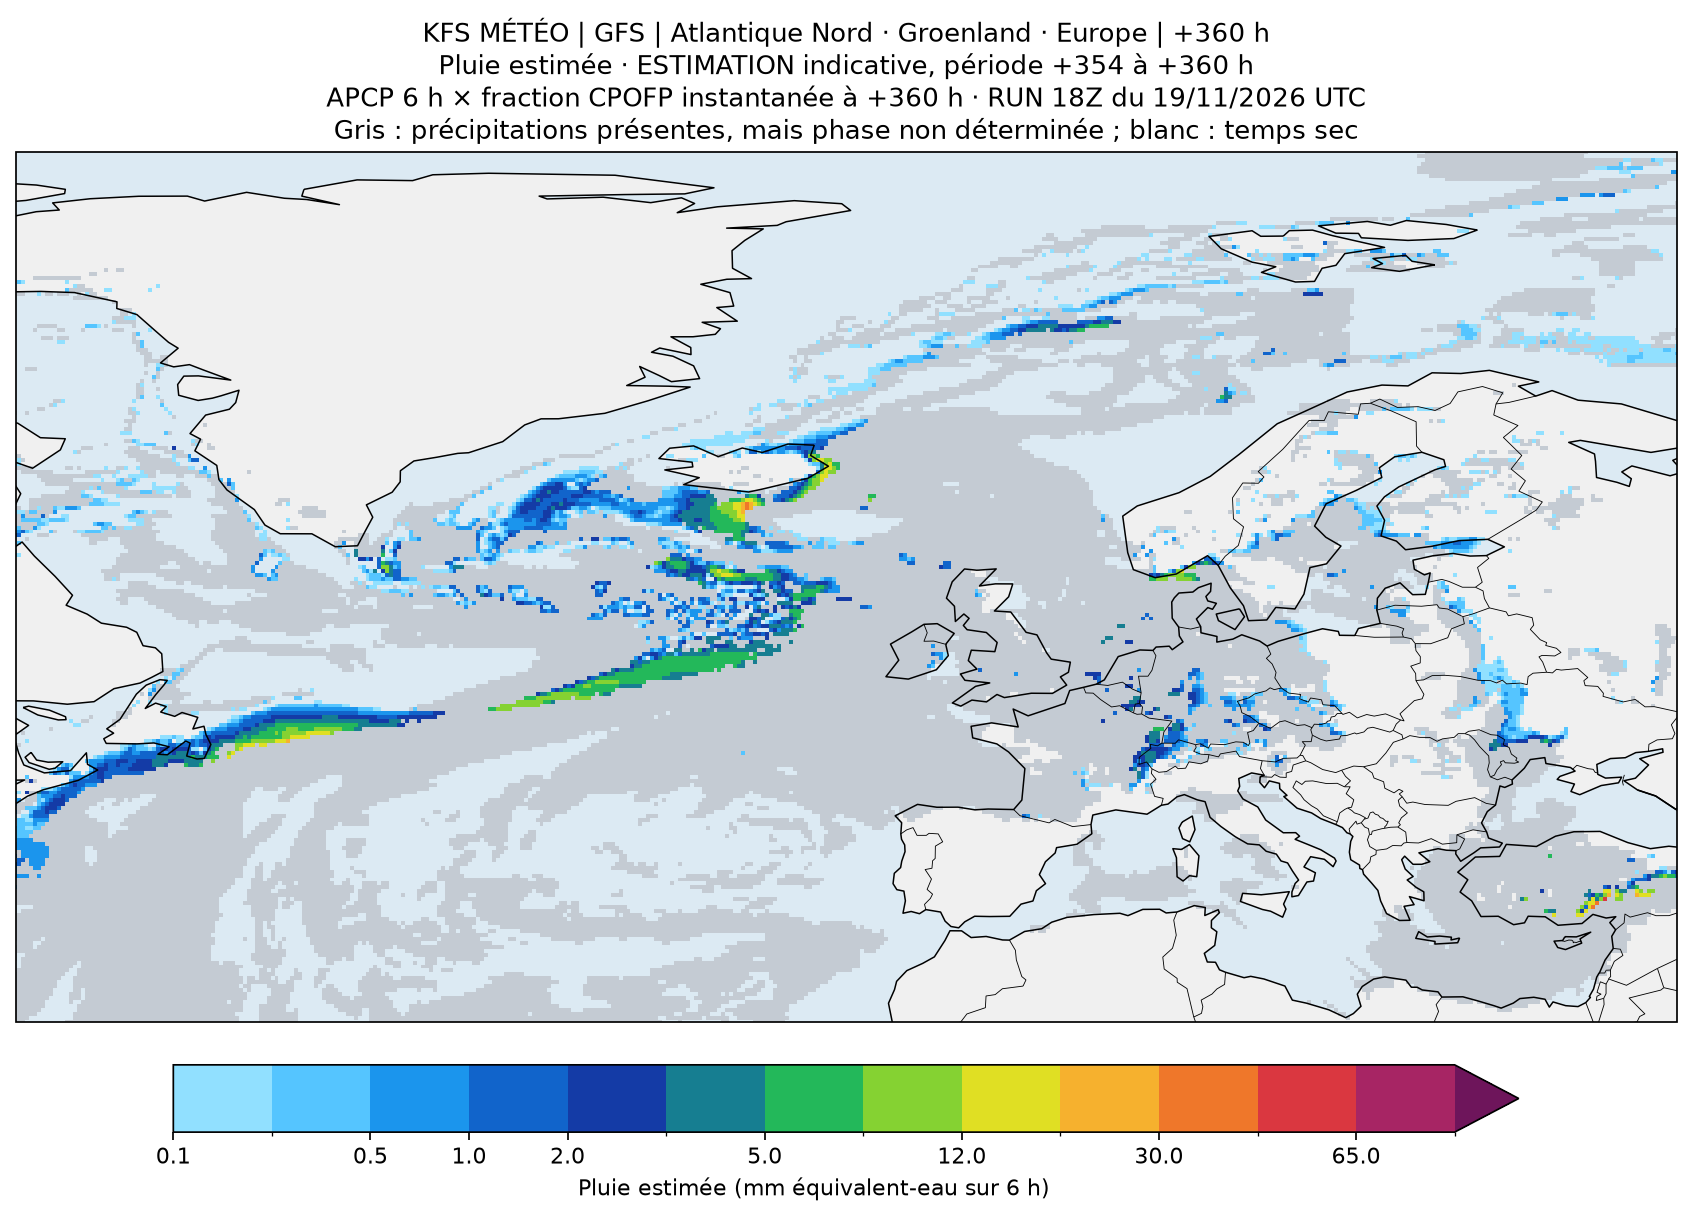 KFS MÉTÉO | GFS | Atlantique Nord · Groenland · Europe | +360 h
Pluie estimée · ESTIMATION indicative, période +354 à +360 h
APCP 6 h × fraction CPOFP instantanée à +360 h · RUN 18Z du 19/11/2026 UTC
Gris : précipitations présentes, mais phase non déterminée ; blanc : temps sec
0.1 0.5 1.0 2.0 5.0 12.0 30.0 65.0
Pluie estimée (mm équivalent-eau sur 6 h)